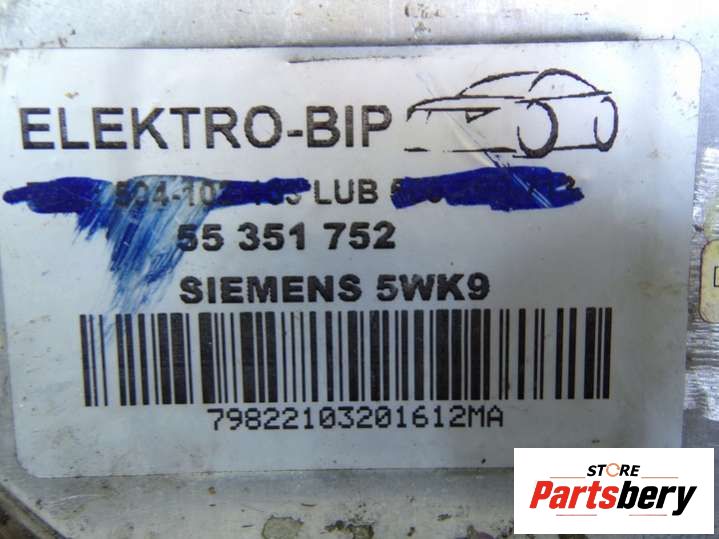 ELEKTRO-BIP
LUB
55 351 752
SIEMENS 5WK9
79822103201612MA
STORE
Partsbery